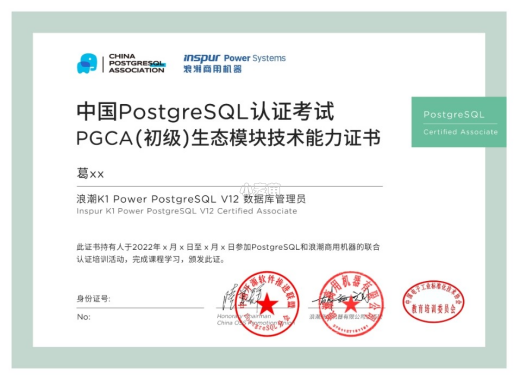 CHINA
POSTGRESQL
ASSOCIATION
inspur Power Systems
浪潮商用机器
中国PostgreSQL认证考试
PGCA(初级)生态模块技术能力证书
PostgreSQL
Certified Associate
葛xx
浪潮K1 Power PostgreSQL V12 数据库管理员
Inspur K1 Power PostgreSQL V12 Certified Associate
此证书持有人于2022年 x 月 x 日至 x 月 x 日参加PostgreSQL和浪潮商用机器的联合
认证培训活动，完成课程学习，颁发此证。
身份证号:
No:
教育培训委员会